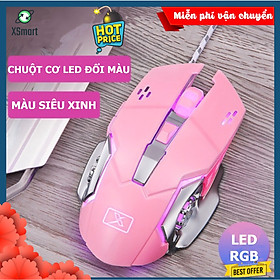 XSmart
HOT
PRICE
Miễn phí vận chuyển
CHUỘT CƠ LED ĐỔI MÀU
MÀU SIÊU XINH
X
LED
RGB
BEST OFFER